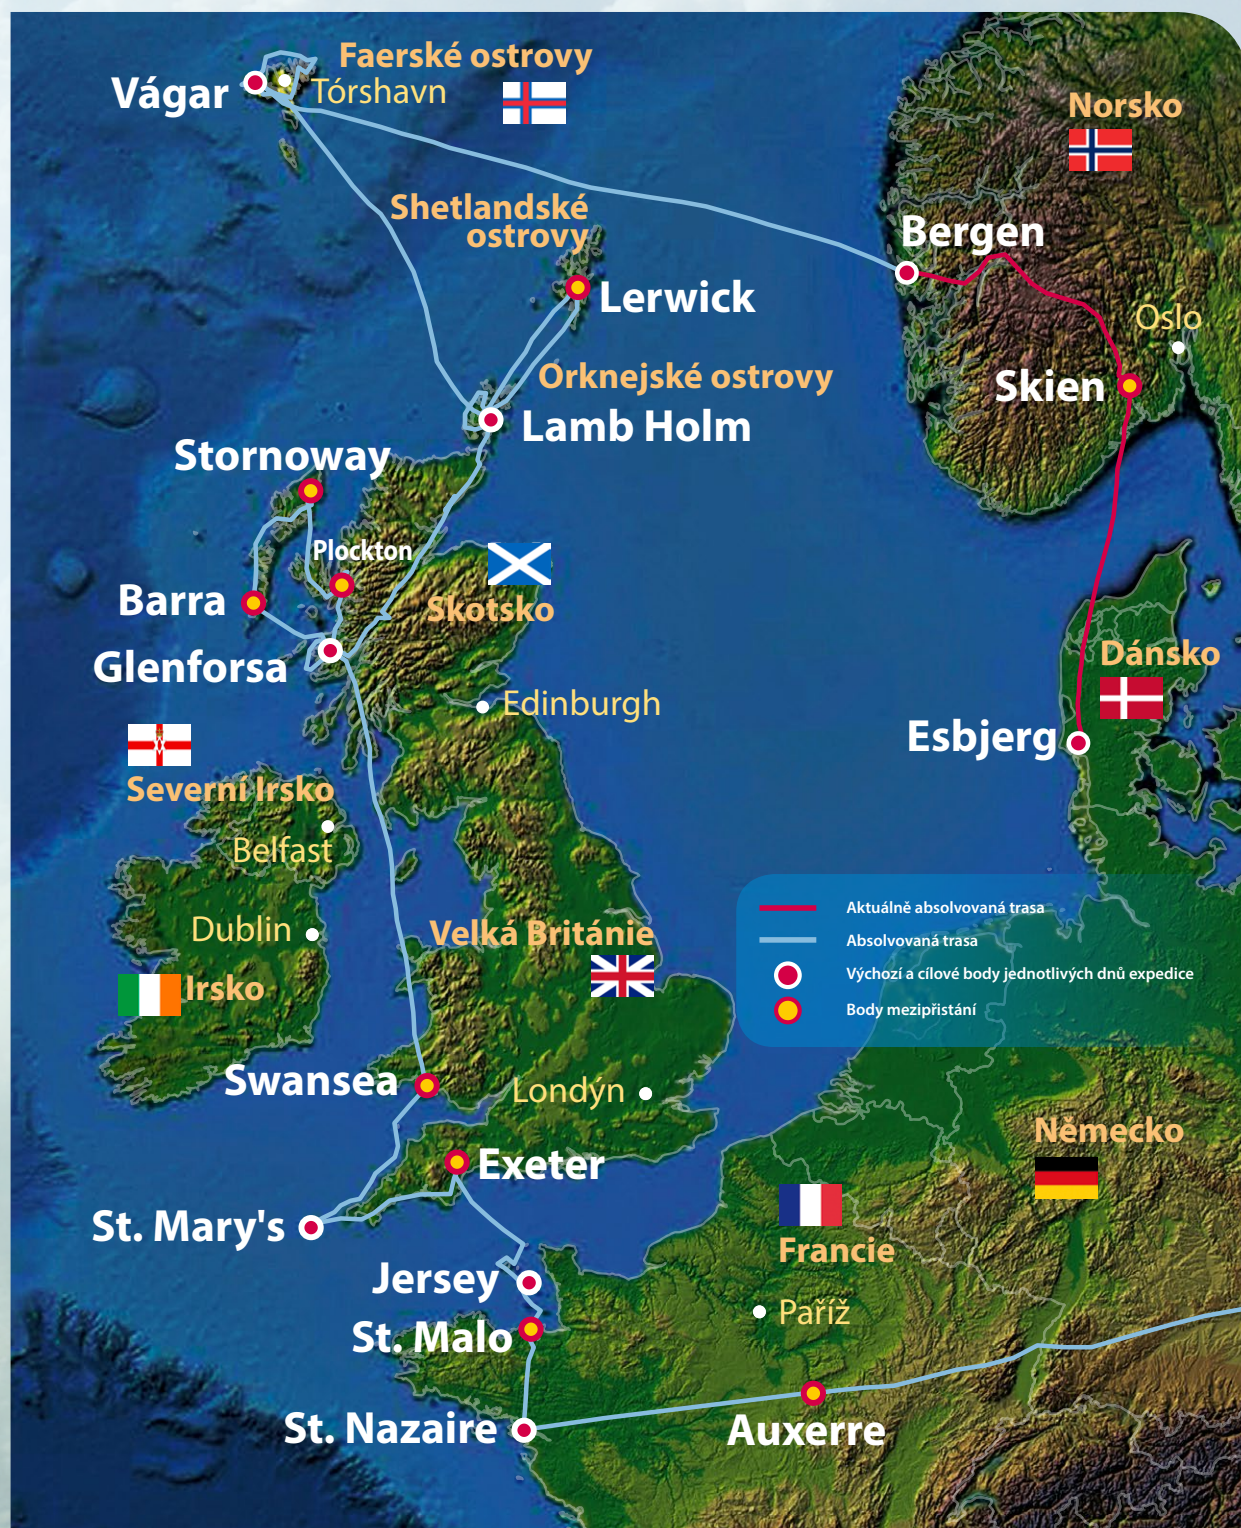 Faerské ostrovy
Vágar
Tórshavn
Norsko
Shetlandské
ostrovy
Bergen
Lerwick
Oslo
Orknejské ostrovy
Skien
Lamb Holm
Stornoway
Plockton
Barra
Skotsko
Glenforsa
Dánsko
Edinburgh
Esbjerg
Severní Irsko
Belfast
Aktuálně absolvovaná trasa
Dublin
Velká Británie
Absolvovaná trasa
Výchozí a cílové body jednotlivých dnů expedice
Irsko
Body mezipřistání
Swansea
Londýn
Německo
Exeter
St. Mary's
Francie
Jersey
Paříž
St. Malo
St. Nazaire
Auxerre